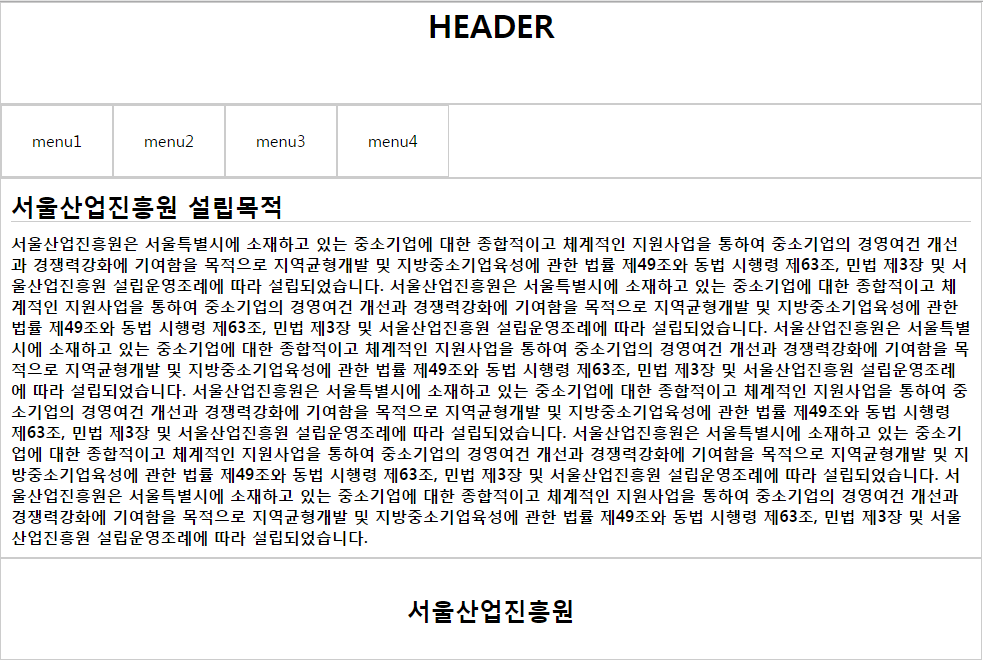 HEADER
menu1 menu2 menu3 menu4
서울산업진흥원 설립목적
서울산업진흥원은 서울특별시에 소재하고 있는 중소기업에 대한 종합적이고 체계적인 지원사업을 통하여 중소기업의 경영여건 개선
과 경쟁력강화에 기여함을 목적으로 지역균형개발 및 지방중소기업육성에 관한 법률 제49조와 동법 시행령 제63조, 민법 제3장 및 서
울산업진흥원 설립운영조례에 따라 설립되었습니다. 서울산업진흥원은 서울특별시에 소재하고 있는 중소기업에 대한 종합적이고 체
계적인 지원사업을 통하여 중소기업의 경영여건 개선과 경쟁력강화에 기여함을 목적으로 지역균형개발 및 지방중소기업육성에 관한
법률 제49조와 동법 시행령 제63조, 민법 제3장 및 서울산업진흥원 설립운영조례에 따라 설립되었습니다. 서울산업진흥원은 서울특별
시에 소재하고 있는 중소기업에 대한 종합적이고 체계적인 지원사업을 통하여 중소기업의 경영여건 개선과 경쟁력강화에 기여함을 목
적으로 지역균형개발 및 지방중소기업육성에 관한 법률 제49조와 동법 시행령 제63조, 민법 제3장 및 서울산업진흥원 설립운영조례
에 따라 설립되었습니다. 서울산업진흥원은 서울특별시에 소재하고 있는 중소기업에 대한 종합적이고 체계적인 지원사업을 통하여 중
소기업의 경영여건 개선과 경쟁력강화에 기여함을 목적으로 지역균형개발 및 지방중소기업육성에 관한 법률 제49조와 동법 시행령
제63조, 민법 제3장 및 서울산업진흥원 설립운영조례에 따라 설립되었습니다. 서울산업진흥원은 서울특별시에 소재하고 있는 중소기
업에 대한 종합적이고 체계적인 지원사업을 통하여 중소기업의 경영여건 개선과 경쟁력강화에 기여함을 목적으로 지역균형개발 및 지
방중소기업육성에 관한 법률 제49조와 동법 시행령 제63조, 민법 제3장 및 서울산업진흥원 설립운영조례에 따라 설립되었습니다. 서
울산업진흥원은 서울특별시에 소재하고 있는 중소기업에 대한 종합적이고 체계적인 지원사업을 통하여 중소기업의 경영여건 개선과
경쟁력강화에 기여함을 목적으로 지역균형개발 및 지방중소기업육성에 관한 법률 제49조와 동법 시행령 제63조, 민법 제3장 및 서울
산업진흥원 설립운영조례에 따라 설립되었습니다.
서울산업진흥원